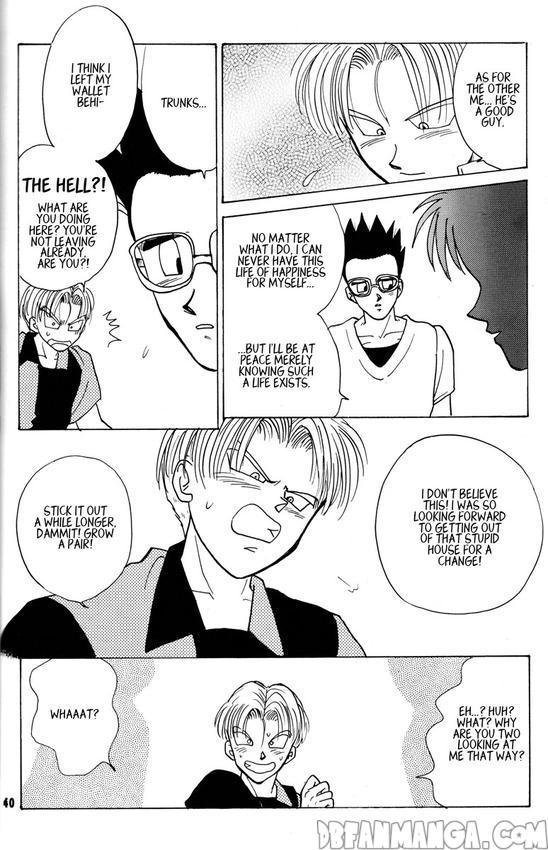 AS FOR
THE OTHER
ME... HE'S
A GOOD
GUY.
NO MATTER
WHAT I DO, I CAN
NEVER HAVE THIS
LIFE OF HAPPINESS
FOR MYSELF...
...BUT I'LL BE AT
PEACE MERELY
KNOWING SUCH
A LIFE EXISTS.
TRUNKS...
I THINK I
LEFT MY
WALLET
BEHI-
THE HELL?!
WHAT ARE
YOU DOING
HERE? YOU'RE
NOT LEAVING
ALREADY,
ARE YOU?!
I DON'T BELIEVE
THIS! I WAS SO
LOOKING FORWARD
TO GETTING OUT
OF THAT STUPID
HOUSE FOR A
CHANGE!
STICK IT OUT
A WHILE LONGER,
DAMMIT! GROW
A PAIR!
EH...? HUH?
WHAT? WHY
ARE YOU TWO
LOOKING AT
ME THAT WAY?
WHAAAT?
40
DBFANMANGA.COM